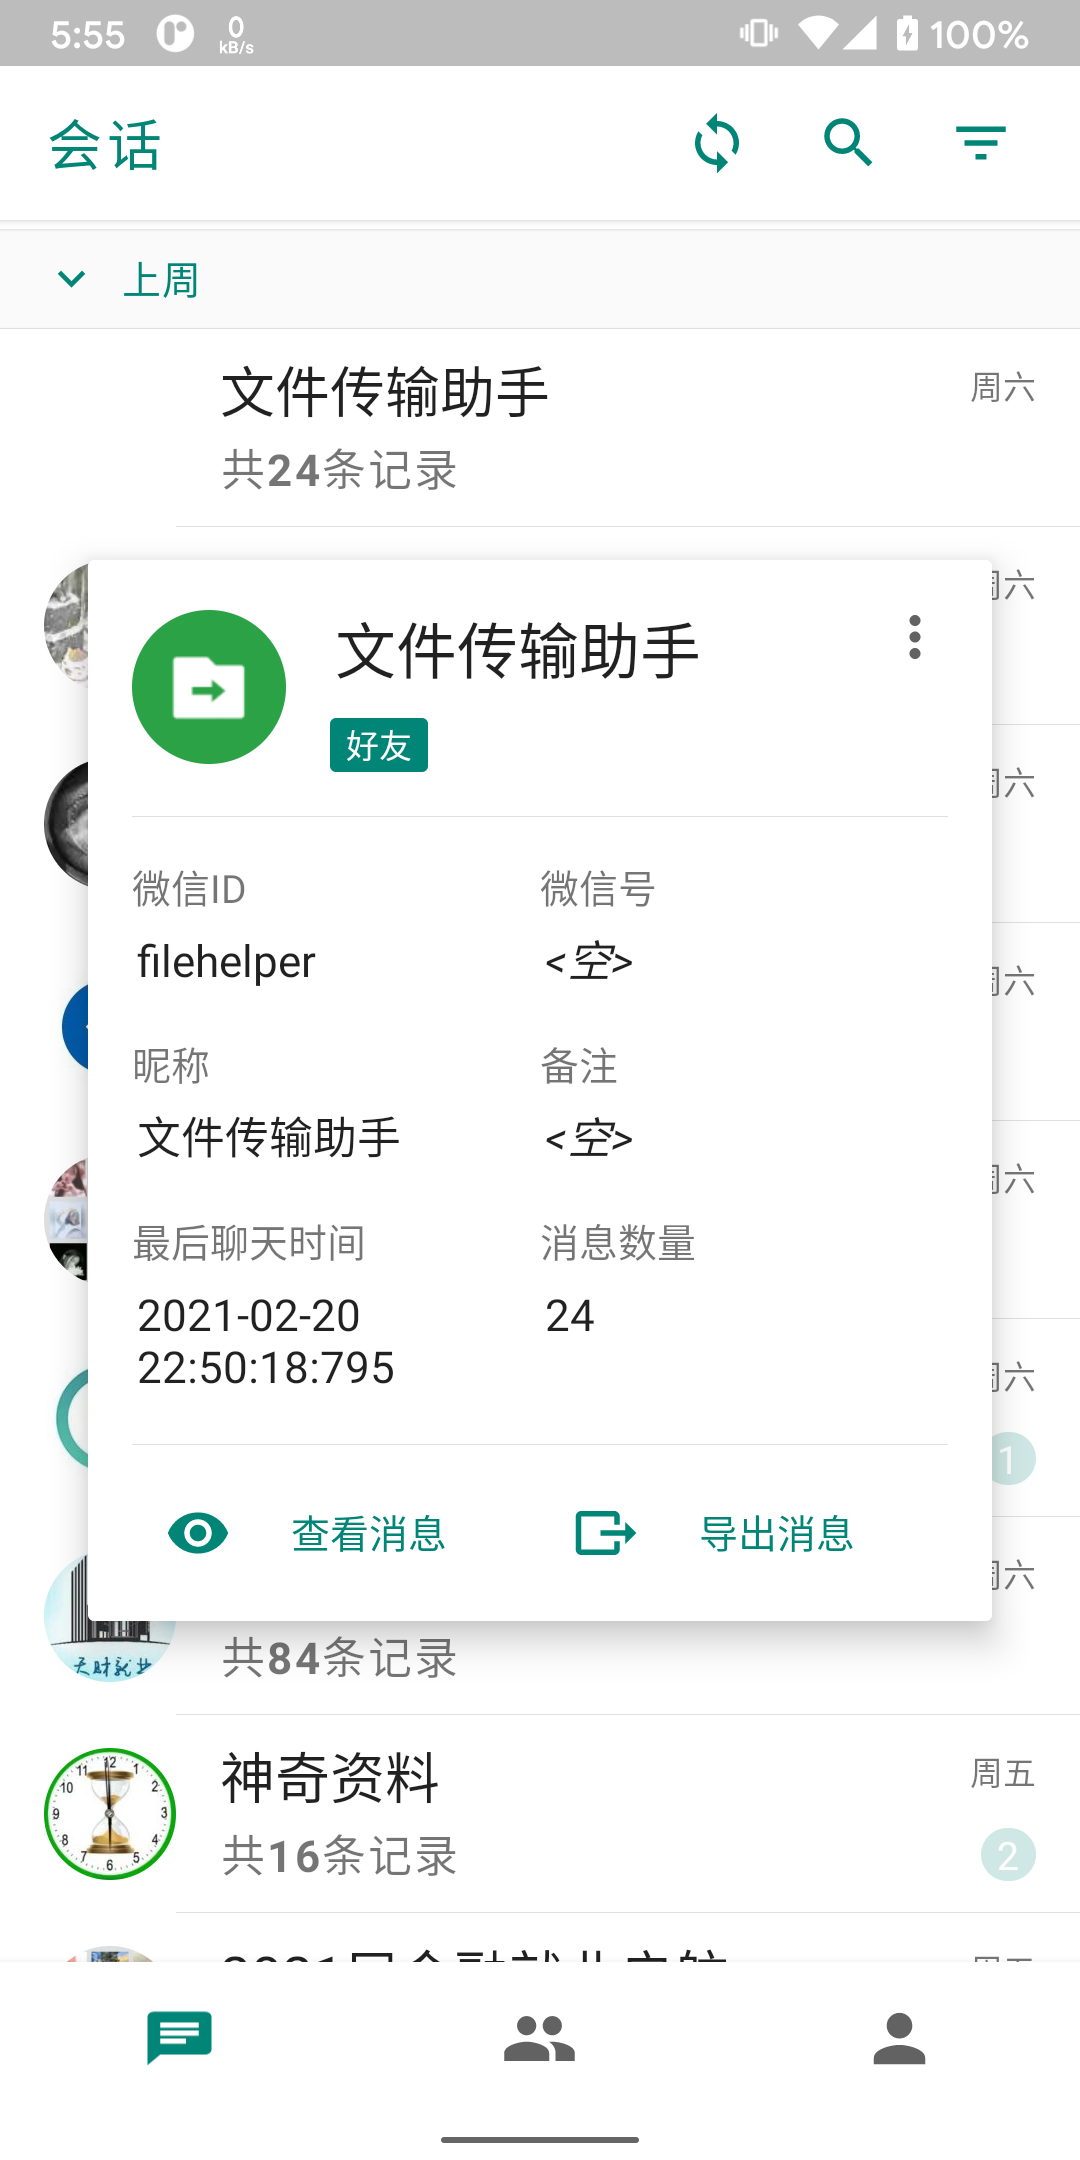 5:55
0
kB/s
100%
会话
上周
文件传输助手
周六
共24条记录
周六
文件传输助手
好友
周六
微信ID
微信号
filehelper
<空>
周六
昵称
备注
文件传输助手
<空>
周六
最后聊天时间
消息数量
2021-02-20
24
22:50:18:795
周六
1
查看消息
导出消息
周六
共84条记录
神奇资料
周五
共16条记录
2